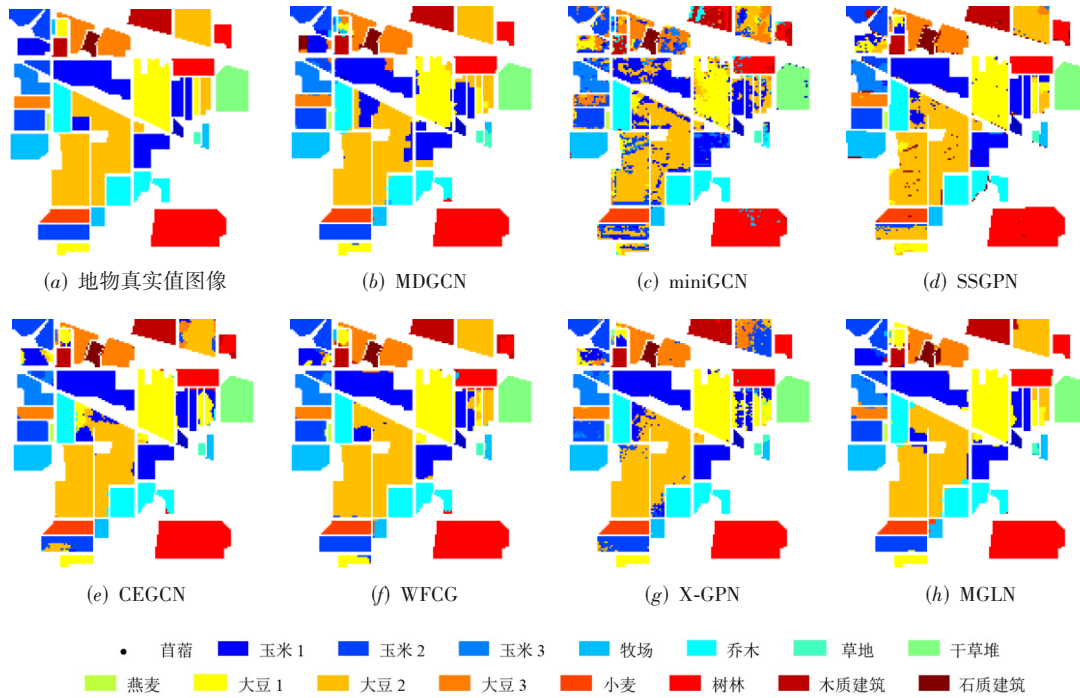 (a) 地物真实值图像
(b) MDGCN
(c) miniGCN
(d) SSGPN
(e) CEGCN
(f) WFCG
(g) X-GPN
(h) MGLN
苜蓿 玉米 1 玉米 2 玉米 3 牧场 乔木 草地 干草堆
燕麦 大豆 1 大豆 2 大豆 3 小麦 树林 木质建筑 石质建筑